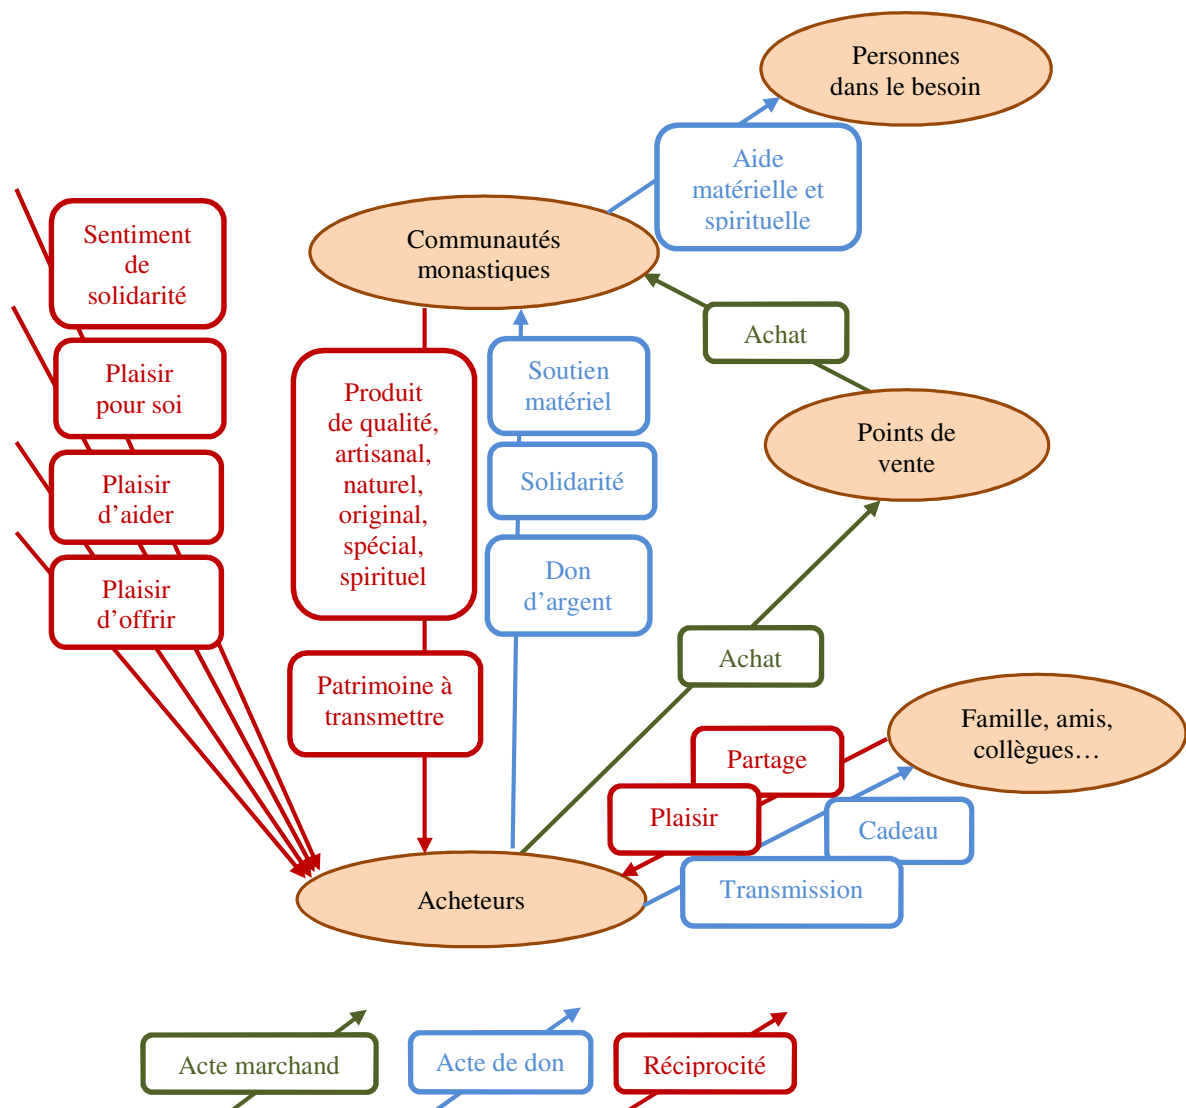 Personnes
dans le besoin
Aide
matérielle et
spirituelle
Communautés
monastiques
Sentiment
de
solidarité
Plaisir
pour soi
Plaisir
d’aider
Plaisir
d’offrir
Produit
de qualité,
artisanal,
naturel,
original,
spécial,
spirituel
Patrimoine à
transmettre
Soutien
matériel
Solidarité
Don
d’argent
Achat
Points de
vente
Achat
Famille, amis,
collègues…
Partage
Plaisir
Cadeau
Transmission
Acheteurs
Acte marchand
Acte de don
Réciprocité